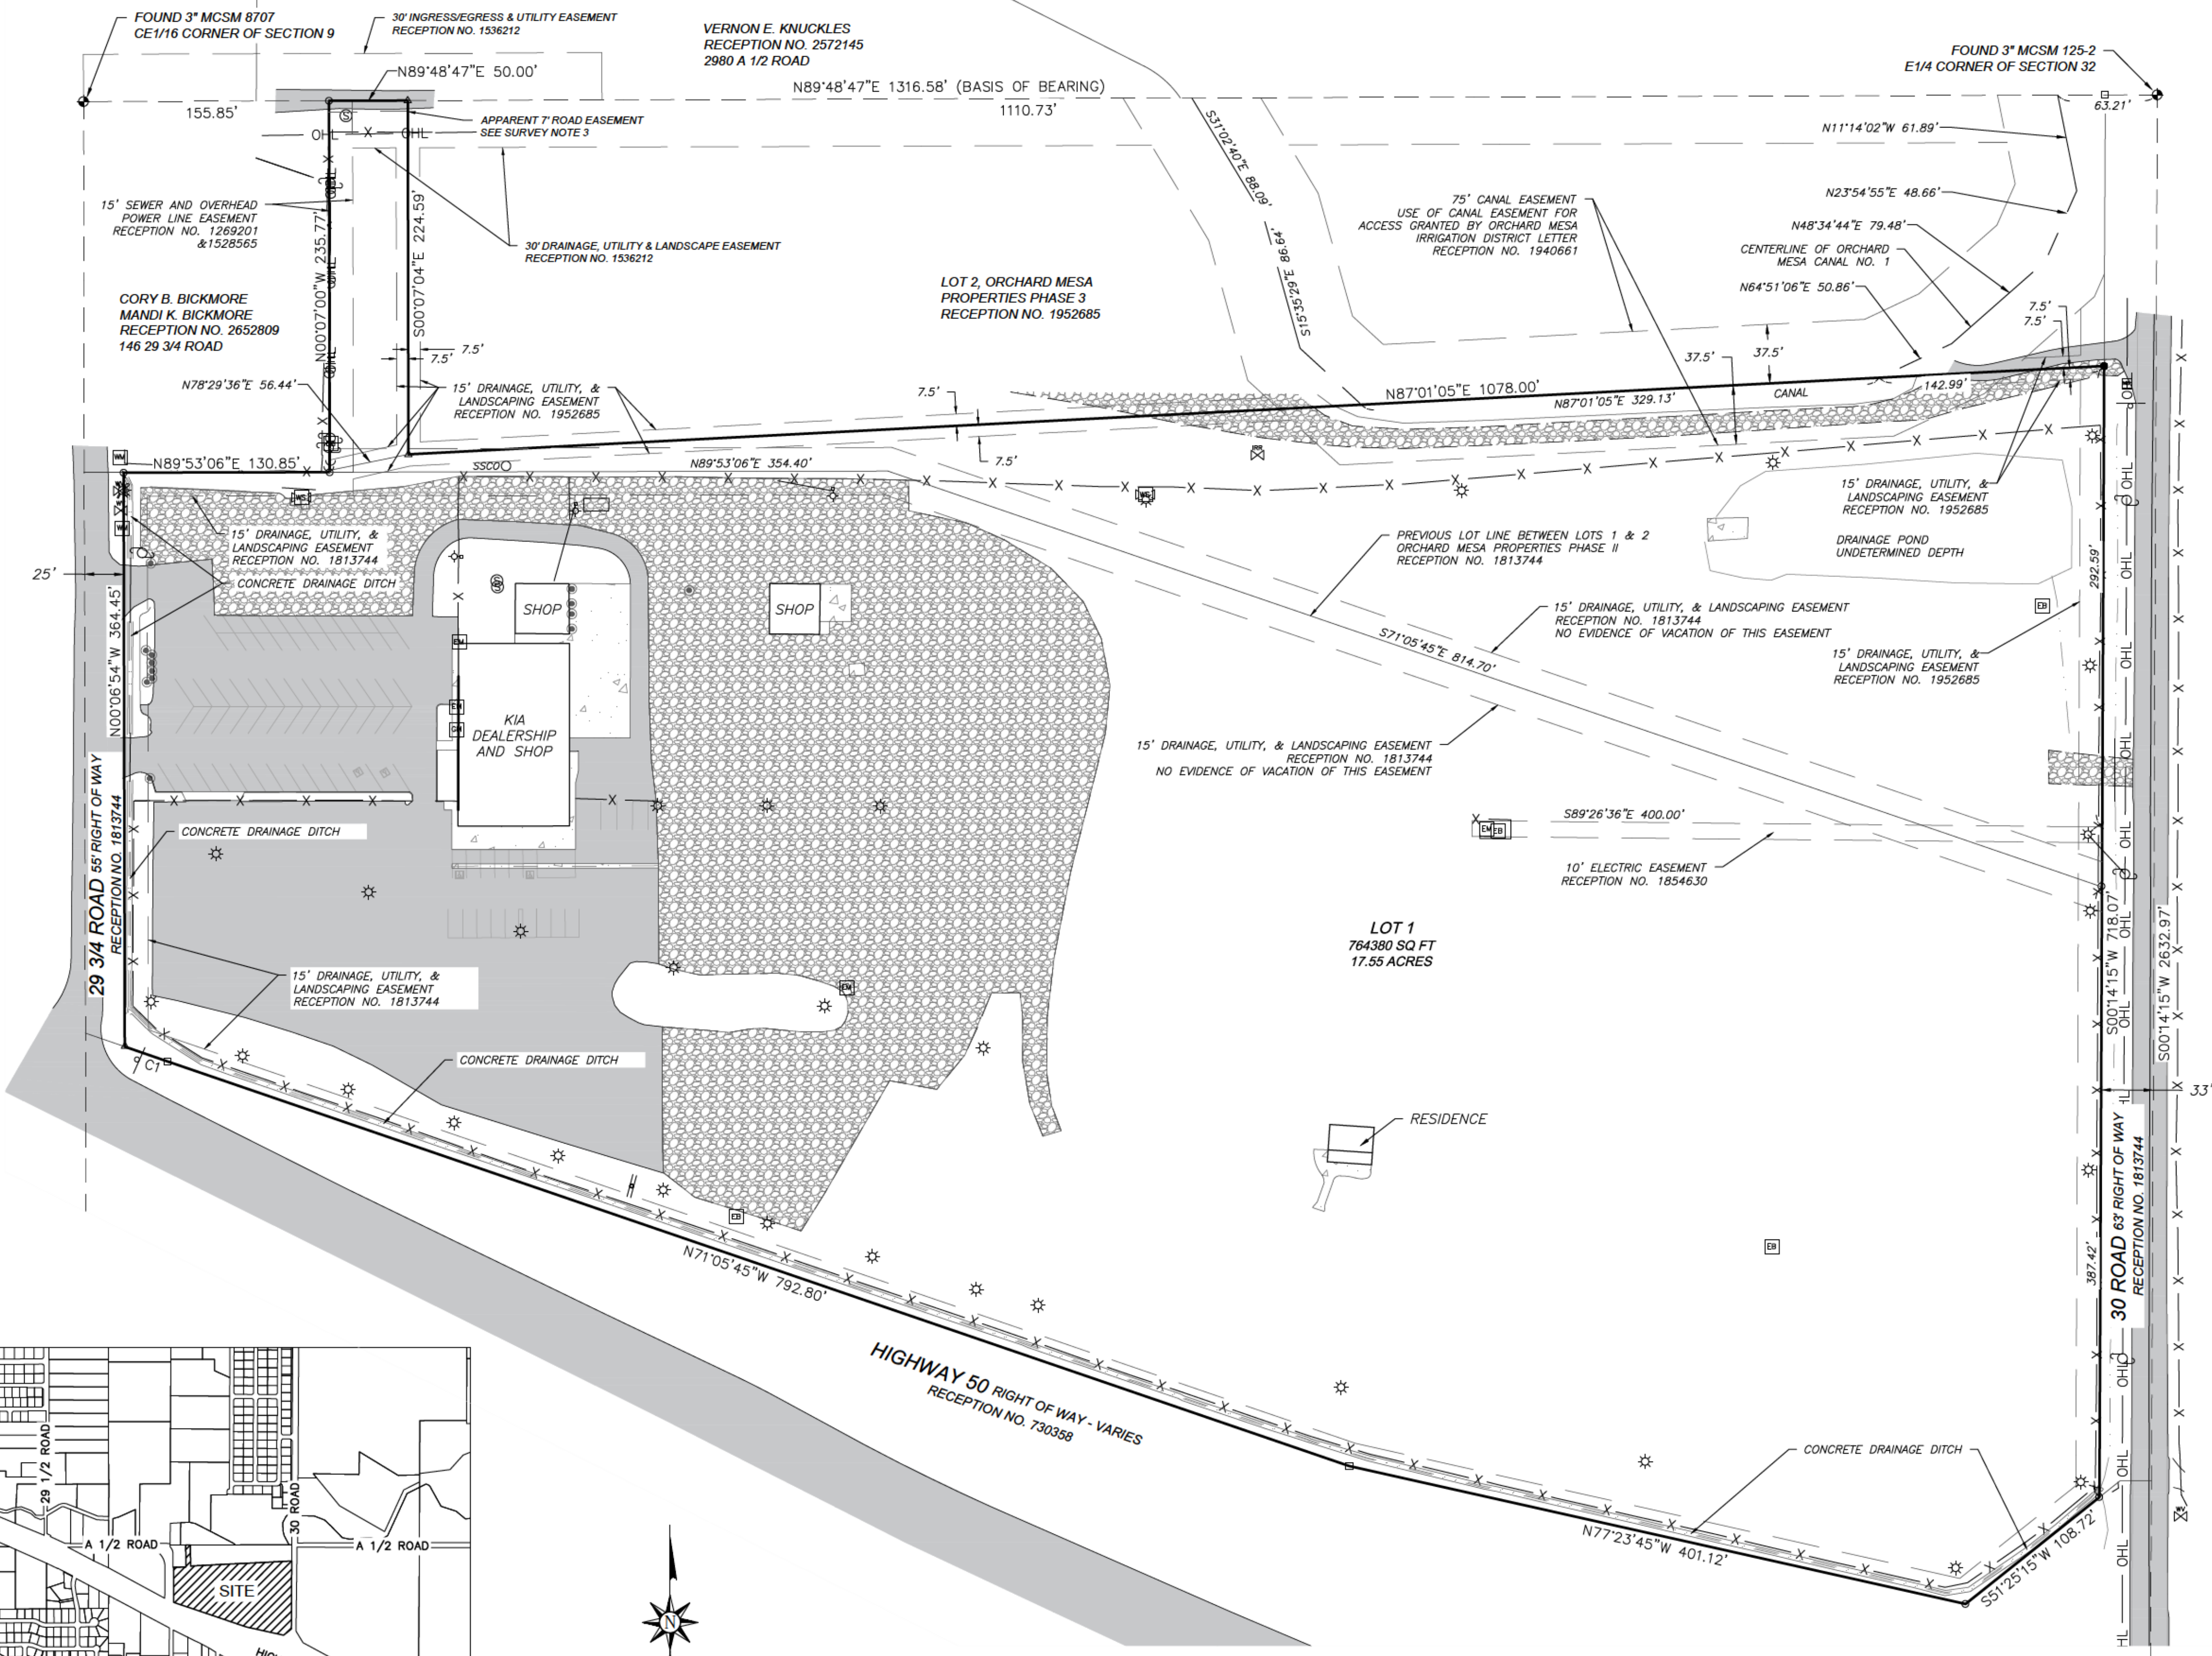 FOUND 3" MCSM 8707
CE1/16 CORNER OF SECTION 9
30' INGRESS/EGRESS & UTILITY EASEMENT
RECEPTION NO. 1536212
VERNON E. KNUCKLES
RECEPTION NO. 2572145
2980 A 1/2 ROAD
FOUND 3" MCSM 125-2
E1/4 CORNER OF SECTION 32
N89°48'47"E 50.00'
N89°48'47"E 1316.58' (BASIS OF BEARING)
155.85'
1110.73'
63.21'
APPARENT 7' ROAD EASEMENT
SEE SURVEY NOTE 3
OHL X OHL
N11°14'02"W 61.89'
S31°02'40"E 88.09'
15' SEWER AND OVERHEAD
POWER LINE EASEMENT
RECEPTION NO. 1269201
&1528565
N00°07'00"W 235.77'
S00°07'04"E 224.59'
30' DRAINAGE, UTILITY & LANDSCAPE EASEMENT
RECEPTION NO. 1536212
S15°35'29"E 86.64'
75' CANAL EASEMENT
USE OF CANAL EASEMENT FOR
ACCESS GRANTED BY ORCHARD MESA
IRRIGATION DISTRICT LETTER
RECEPTION NO. 1940661
N23°54'55"E 48.66'
N48°34'44"E 79.48'
CENTERLINE OF ORCHARD
MESA CANAL NO. 1
N64°51'06"E 50.86'
CORY B. BICKMORE
MANDI K. BICKMORE
RECEPTION NO. 2652809
146 29 3/4 ROAD
LOT 2, ORCHARD MESA
PROPERTIES PHASE 3
RECEPTION NO. 1952685
7.5'
7.5'
7.5'
7.5'
37.5'
37.5'
N78°29'36"E 56.44'
15' DRAINAGE, UTILITY, &
LANDSCAPING EASEMENT
RECEPTION NO. 1952685
7.5'
7.5'
N87°01'05"E 1078.00'
N87°01'05"E 329.13'
CANAL
142.99'
N89°53'06"E 130.85'
SSCO
N89°53'06"E 354.40'
15' DRAINAGE, UTILITY, &
LANDSCAPING EASEMENT
RECEPTION NO. 1952685
DRAINAGE POND
UNDETERMINED DEPTH
292.59'
15' DRAINAGE, UTILITY, &
LANDSCAPING EASEMENT
RECEPTION NO. 1813744
CONCRETE DRAINAGE DITCH
25'
N00°06'54"W 364.45'
SHOP
SHOP
PREVIOUS LOT LINE BETWEEN LOTS 1 & 2
ORCHARD MESA PROPERTIES PHASE II
RECEPTION NO. 1813744
15' DRAINAGE, UTILITY, & LANDSCAPING EASEMENT
RECEPTION NO. 1813744
NO EVIDENCE OF VACATION OF THIS EASEMENT
S71°05'45"E 814.70'
15' DRAINAGE, UTILITY, &
LANDSCAPING EASEMENT
RECEPTION NO. 1952685
KIA
DEALERSHIP
AND SHOP
15' DRAINAGE, UTILITY, & LANDSCAPING EASEMENT
RECEPTION NO. 1813744
NO EVIDENCE OF VACATION OF THIS EASEMENT
29 3/4 ROAD 55' RIGHT OF WAY
RECEPTION NO. 1813744
CONCRETE DRAINAGE DITCH
EM EB
S89°26'36"E 400.00'
10' ELECTRIC EASEMENT
RECEPTION NO. 1854630
LOT 1
764380 SQ FT
17.55 ACRES
S00°14'15"W 718.07'
S00°14'15"W 2632.97'
15' DRAINAGE, UTILITY, &
LANDSCAPING EASEMENT
RECEPTION NO. 1813744
C1
CONCRETE DRAINAGE DITCH
33'
RESIDENCE
30 ROAD 63' RIGHT OF WAY
RECEPTION NO. 1813744
387.42'
EB
EB
N71°05'45"W 792.80'
HIGHWAY 50 RIGHT OF WAY - VARIES
RECEPTION NO. 730358
CONCRETE DRAINAGE DITCH
N77°23'45"W 401.12'
S51°25'15"W 108.72'
29 1/2 ROAD
30 ROAD
A 1/2 ROAD
A 1/2 ROAD
SITE
N